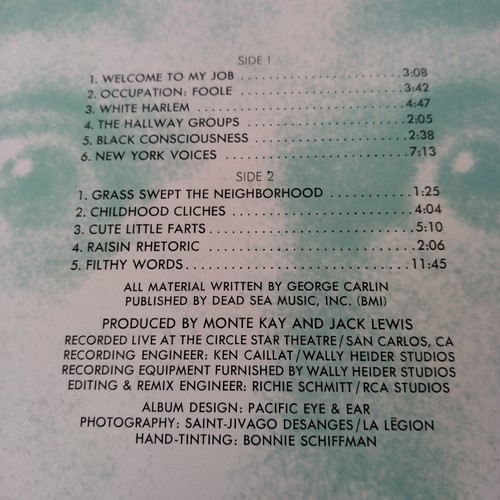 SIDE 1
1. WELCOME TO MY JOB ........................ 3:08
2. OCCUPATION: FOOLE ........................ 3:42
3. WHITE HARLEM ........................ 4:47
4. THE HALLWAY GROUPS ........................ 2:05
5. BLACK CONSCIOUSNESS ........................ 2:38
6. NEW YORK VOICES ........................ 7:13
SIDE 2
1. GRASS SWEPT THE NEIGHBORHOOD ........... 1:25
2. CHILDHOOD CLICHES ........................ 4:04
3. CUTE LITTLE FARTS ........................ 5:10
4. RAISIN RHETORIC ........................ 2:06
5. FILTHY WORDS ........................ 11:45
ALL MATERIAL WRITTEN BY GEORGE CARLIN
PUBLISHED BY DEAD SEA MUSIC, INC. (BMI)
PRODUCED BY MONTE KAY AND JACK LEWIS
RECORDED LIVE AT THE CIRCLE STAR THEATRE/SAN CARLOS, CA
RECORDING ENGINEER: KEN CAILLAT/WALLY HEIDER STUDIOS
RECORDING EQUIPMENT FURNISHED BY WALLY HEIDER STUDIOS
EDITING & REMIX ENGINEER: RICHIE SCHMITT/RCA STUDIOS
ALBUM DESIGN: PACIFIC EYE & EAR
PHOTOGRAPHY: SAINT-JIVAGO DESANGES/LA LĒGION
HAND-TINTING: BONNIE SCHIFFMAN